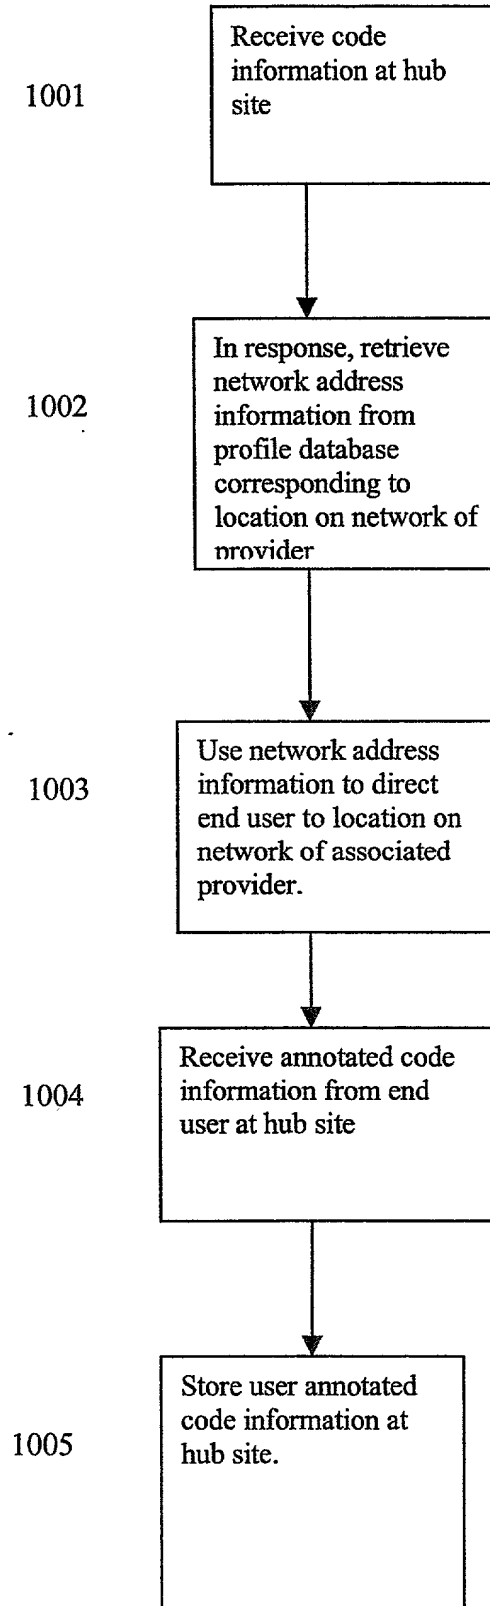 1001
Receive code
information at hub
site
1002
In response, retrieve
network address
information from
profile database
corresponding to
location on network of
provider
1003
Use network address
information to direct
end user to location on
network of associated
provider.
1004
Receive annotated code
information from end
user at hub site
1005
Store user annotated
code information at
hub site.